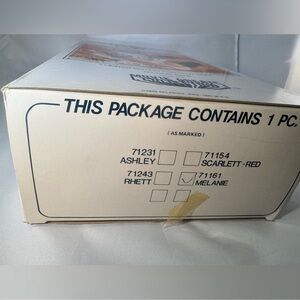 THIS PACKAGE CONTAINS 1 PC.
(AS MARKED)
71231 71154
ASHLEY SCARLETT-RED
71243 71161
RHETT MELANIE